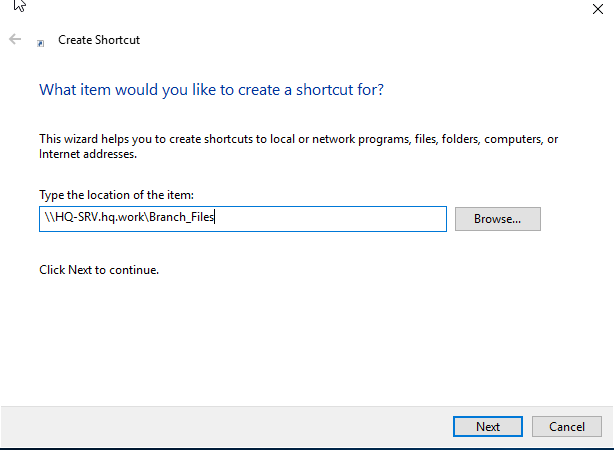 Create Shortcut
What item would you like to create a shortcut for?
This wizard helps you to create shortcuts to local or network programs, files, folders, computers, or
Internet addresses.
Type the location of the item:
\\HQ-SRV.hq.work\Branch_Files
Browse...
Click Next to continue.
Next
Cancel